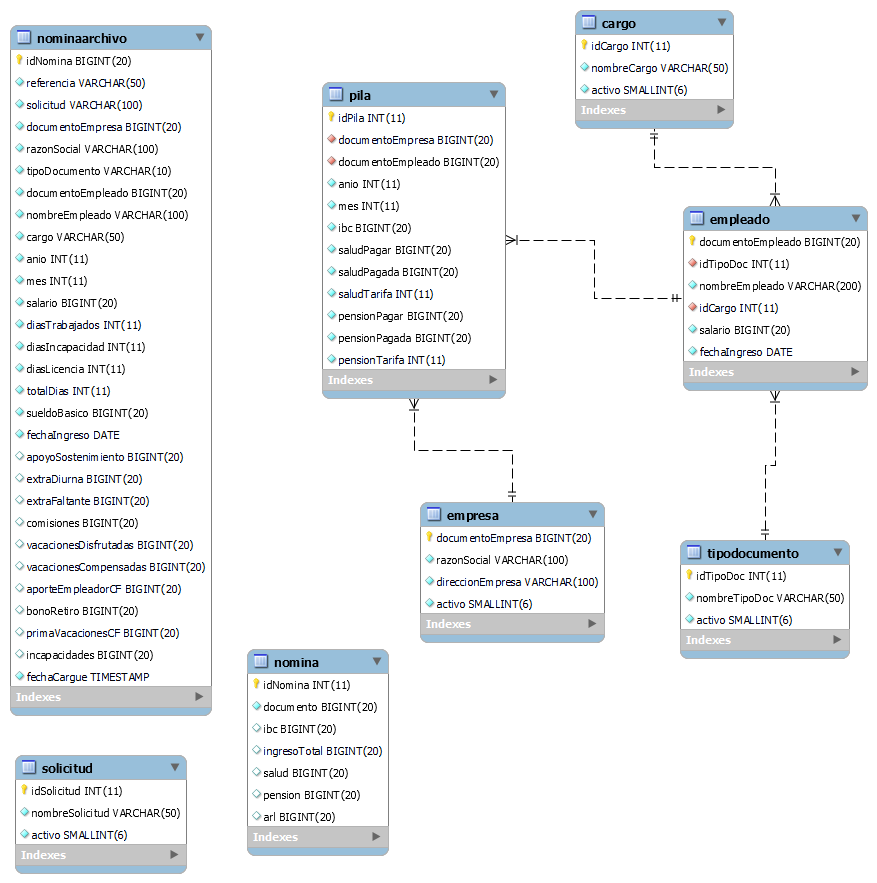 nominaarchivo
idNomina BIGINT(20)
referencia VARCHAR(50)
solicitud VARCHAR(100)
documentoEmpresa BIGINT(20)
razonSocial VARCHAR(100)
tipoDocumento VARCHAR(10)
documentoEmpleado BIGINT(20)
nombreEmpleado VARCHAR(100)
cargo VARCHAR(50)
anio INT(11)
mes INT(11)
salario BIGINT(20)
diasTrabajados INT(11)
diasIncapacidad INT(11)
diasLicencia INT(11)
totalDias INT(11)
sueldoBasico BIGINT(20)
fechaIngreso DATE
apoyoSostenimiento BIGINT(20)
extraDiurna BIGINT(20)
extraFaltante BIGINT(20)
comisiones BIGINT(20)
vacacionesDisfrutadas BIGINT(20)
vacacionesCompensadas BIGINT(20)
aporteEmpleadorCF BIGINT(20)
bonoRetiro BIGINT(20)
primaVacacionesCF BIGINT(20)
incapacidades BIGINT(20)
fechaCargue TIMESTAMP
Indexes
pila
idPila INT(11)
documentoEmpresa BIGINT(20)
documentoEmpleado BIGINT(20)
anio INT(11)
mes INT(11)
ibc BIGINT(20)
saludPagar BIGINT(20)
saludPagada BIGINT(20)
saludTarifa INT(11)
pensionPagar BIGINT(20)
pensionPagada BIGINT(20)
pensionTarifa INT(11)
Indexes
cargo
idCargo INT(11)
nombreCargo VARCHAR(50)
activo SMALLINT(6)
Indexes
empleado
documentoEmpleado BIGINT(20)
idTipoDoc INT(11)
nombreEmpleado VARCHAR(200)
idCargo INT(11)
salario BIGINT(20)
fechaIngreso DATE
Indexes
empresa
documentoEmpresa BIGINT(20)
razonSocial VARCHAR(100)
direccionEmpresa VARCHAR(100)
activo SMALLINT(6)
Indexes
tipodocumento
idTipoDoc INT(11)
nombreTipoDoc VARCHAR(50)
activo SMALLINT(6)
Indexes
nomina
idNomina INT(11)
documento BIGINT(20)
ibc BIGINT(20)
ingresoTotal BIGINT(20)
salud BIGINT(20)
pension BIGINT(20)
arl BIGINT(20)
Indexes
solicitud
idSolicitud INT(11)
nombreSolicitud VARCHAR(50)
activo SMALLINT(6)
Indexes